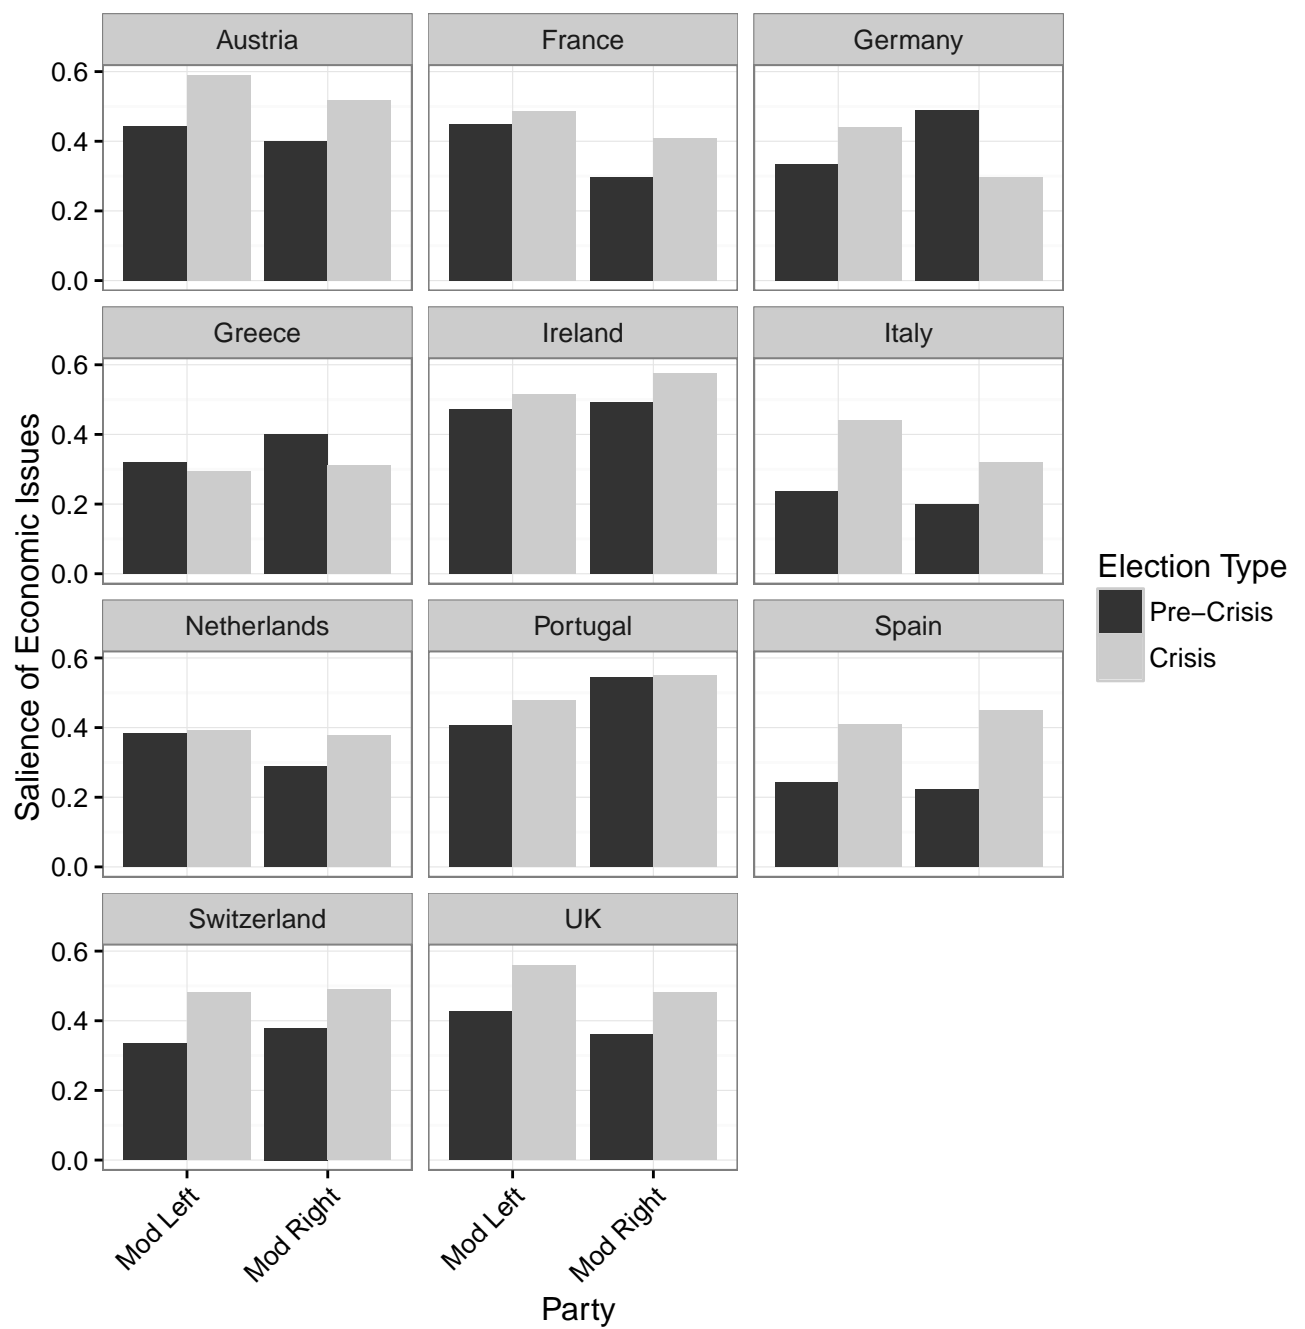 Austria
France
Germany
0.6
0.4
0.2
0.0
Greece
Ireland
Italy
0.6
0.4
0.2
0.0
Netherlands
Portugal
Spain
0.6
0.4
0.2
0.0
Switzerland
UK
0.6
0.4
0.2
0.0
Mod Left
Mod Right
Mod Left
Mod Right
Party
Salience of Economic Issues
Election Type
Pre−Crisis
Crisis